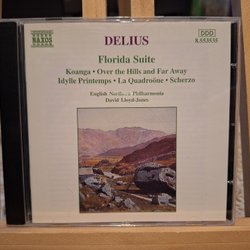 NAXOS
DDD
8.553535
DELIUS
Florida Suite
Koanga • Over the Hills and Far Away
Idylle Printemps • La Quadroöne • Scherzo
English Northern Philharmonia
David Lloyd-Jones